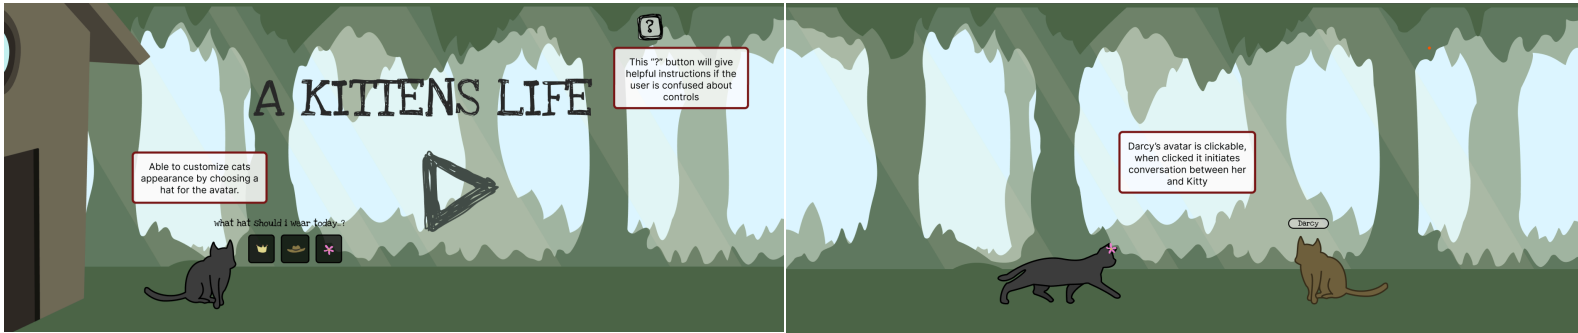 ?
This "?" button will give
helpful instructions if the
user is confused about
controls
A KITTENS LIFE
Able to customize cats
appearance by choosing a
hat for the avatar.
what hat should i wear today..?
Darcy's avatar is clickable,
when clicked it initiates
conversation between her
and Kitty
Darcy